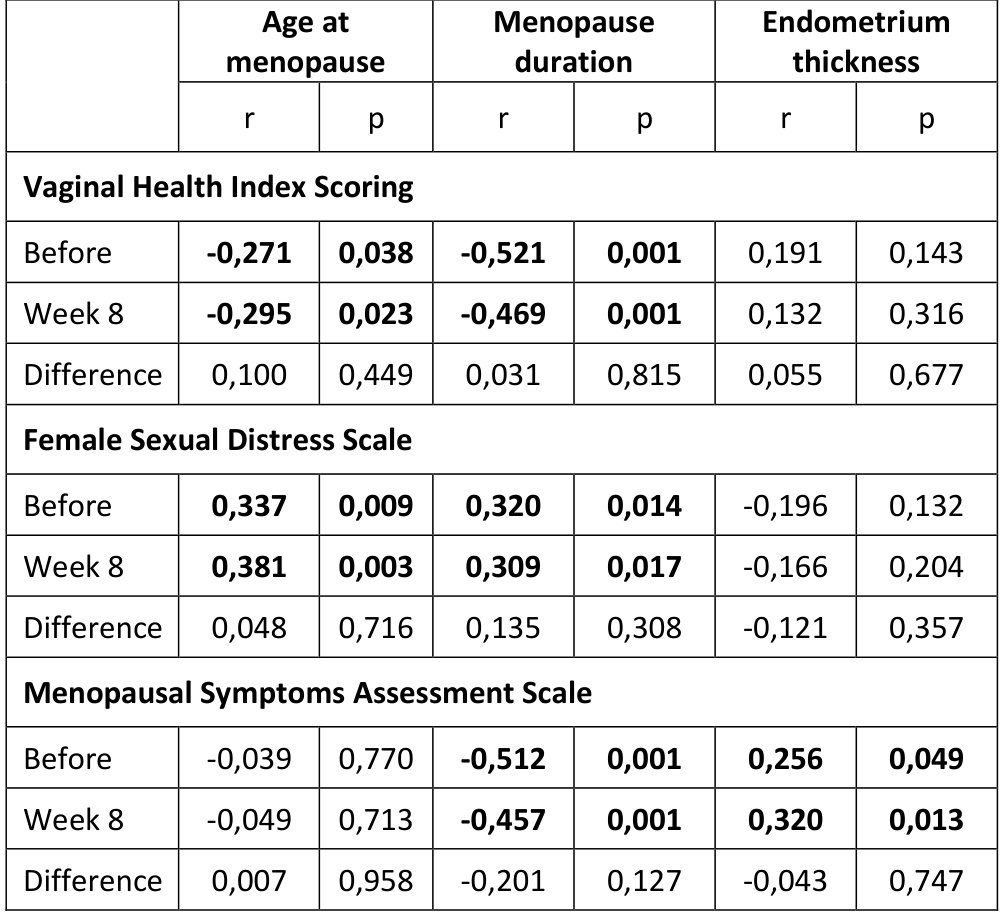 Age at menopause Menopause duration Endometrium thickness
r p r p r p
Vaginal Health Index Scoring
Before -0,271 0,038 -0,521 0,001 0,191 0,143
Week 8 -0,295 0,023 -0,469 0,001 0,132 0,316
Difference 0,100 0,449 0,031 0,815 0,055 0,677
Female Sexual Distress Scale
Before 0,337 0,009 0,320 0,014 -0,196 0,132
Week 8 0,381 0,003 0,309 0,017 -0,166 0,204
Difference 0,048 0,716 0,135 0,308 -0,121 0,357
Menopausal Symptoms Assessment Scale
Before -0,039 0,770 -0,512 0,001 0,256 0,049
Week 8 -0,049 0,713 -0,457 0,001 0,320 0,013
Difference 0,007 0,958 -0,201 0,127 -0,043 0,747